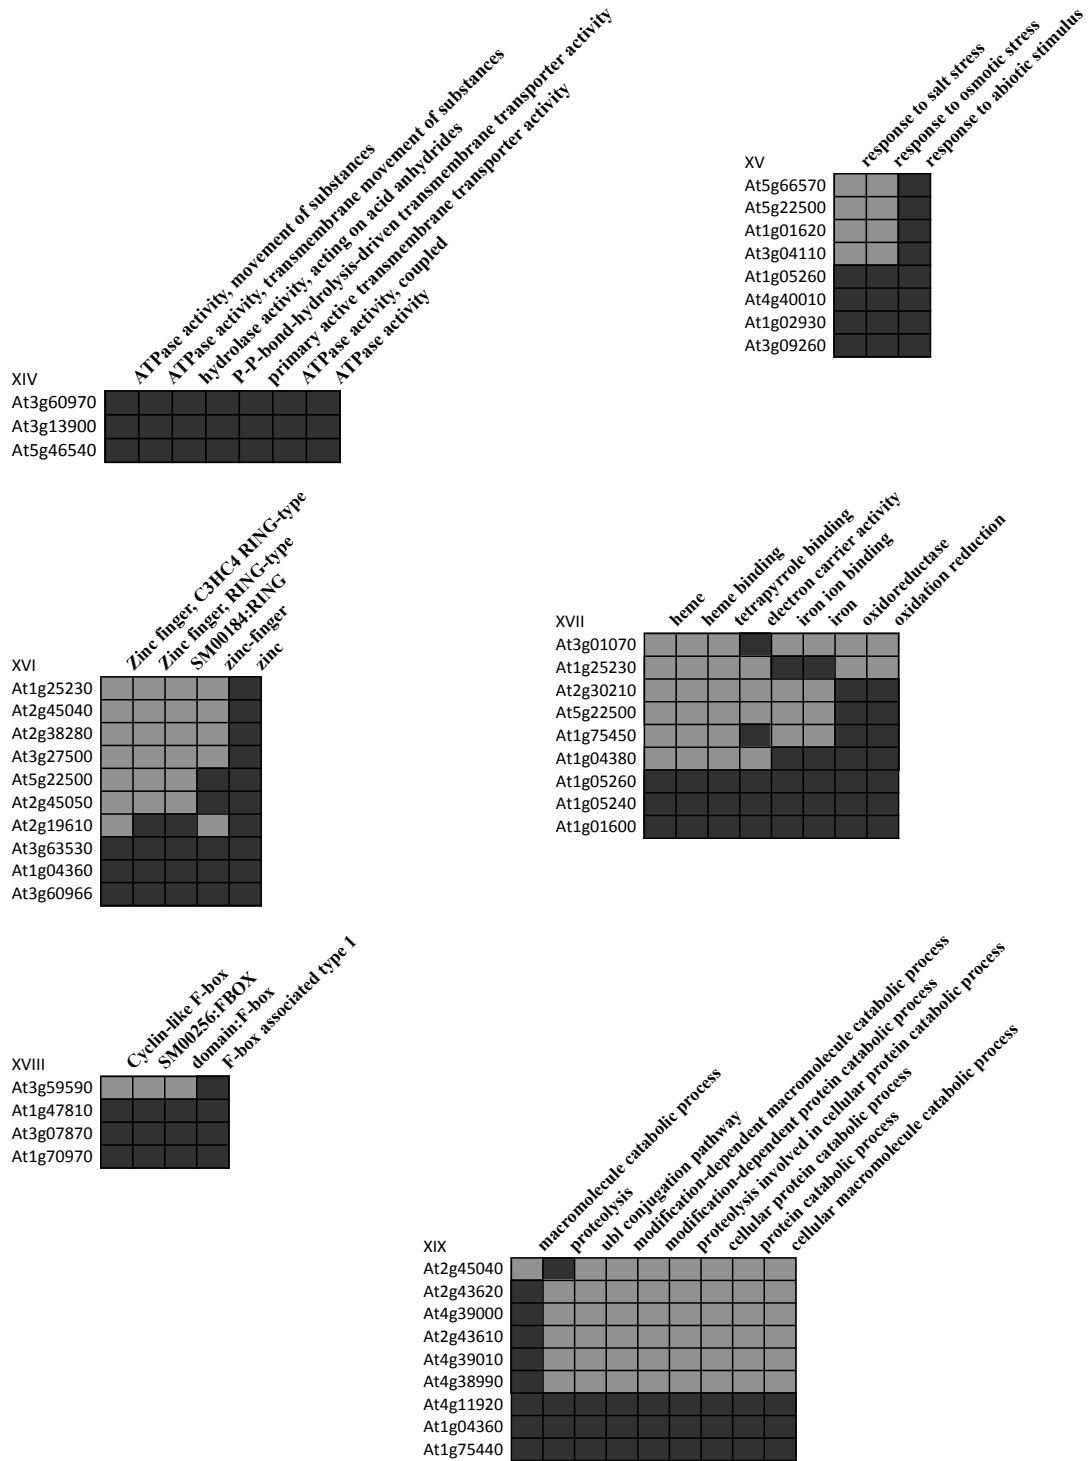 XIV
ATPase activity, movement of substances
ATPase activity, transmembrane movement of substances
hydrolase activity, acting on acid anhydrides
P-P-bond-hydrolysis-driven transmembrane transporter activity
primary active transmembrane transporter activity
ATPase activity, coupled
ATPase activity
At3g60970
At3g13900
At5g46540
XV
response to salt stress
response to osmotic stress
response to abiotic stimulus
At5g66570
At5g22500
At1g01620
At3g04110
At1g05260
At4g40010
At1g02930
At3g09260
XVI
Zinc finger, C3HC4 RING-type
Zinc finger, RING-type
SM00184:RING
zinc-finger
zinc
At1g25230
At2g45040
At2g38280
At3g27500
At5g22500
At2g45050
At2g19610
At3g63530
At1g04360
At3g60966
XVII
heme
heme binding
tetrapyrrole binding
electron carrier activity
iron ion binding
iron
oxidoreductase
oxidation reduction
At3g01070
At1g25230
At2g30210
At5g22500
At1g75450
At1g04380
At1g05260
At1g05240
At1g01600
XVIII
Cyclin-like F-box
SM00256:FBOX
domain:F-box
F-box associated type 1
At3g59590
At1g47810
At3g07870
At1g70970
XIX
macromolecule catabolic process
proteolysis
ubl conjugation pathway
modification-dependent macromolecule catabolic process
modification-dependent protein catabolic process
proteolysis involved in cellular protein catabolic process
cellular protein catabolic process
protein catabolic process
cellular macromolecule catabolic process
At2g45040
At2g43620
At4g39000
At2g43610
At4g39010
At4g38990
At4g11920
At1g04360
At1g75440